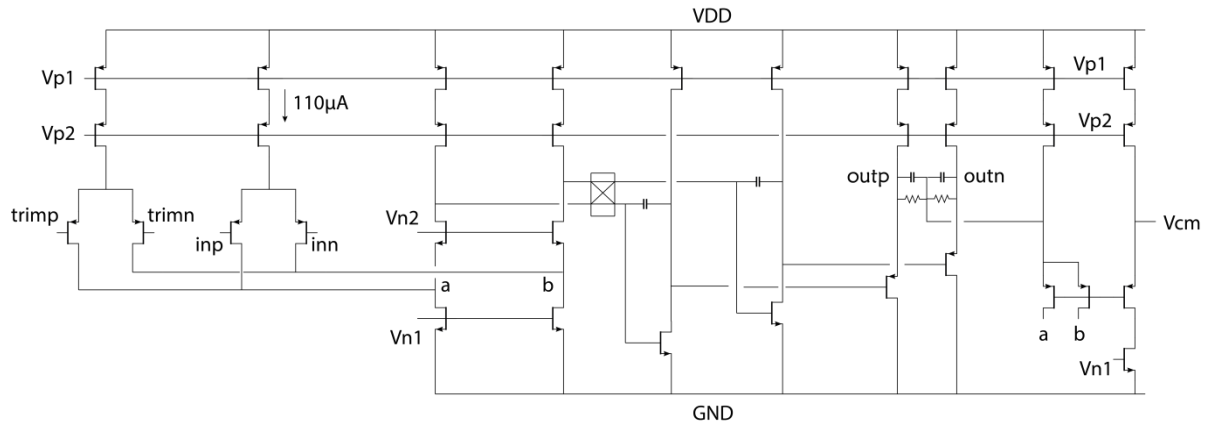 VDD
Vp1
Vp1
110µA
Vp2
Vp2
outp
outn
trimp
trimn
Vn2
Vcm
inp
inn
a
b
Vn1
a
b
Vn1
GND